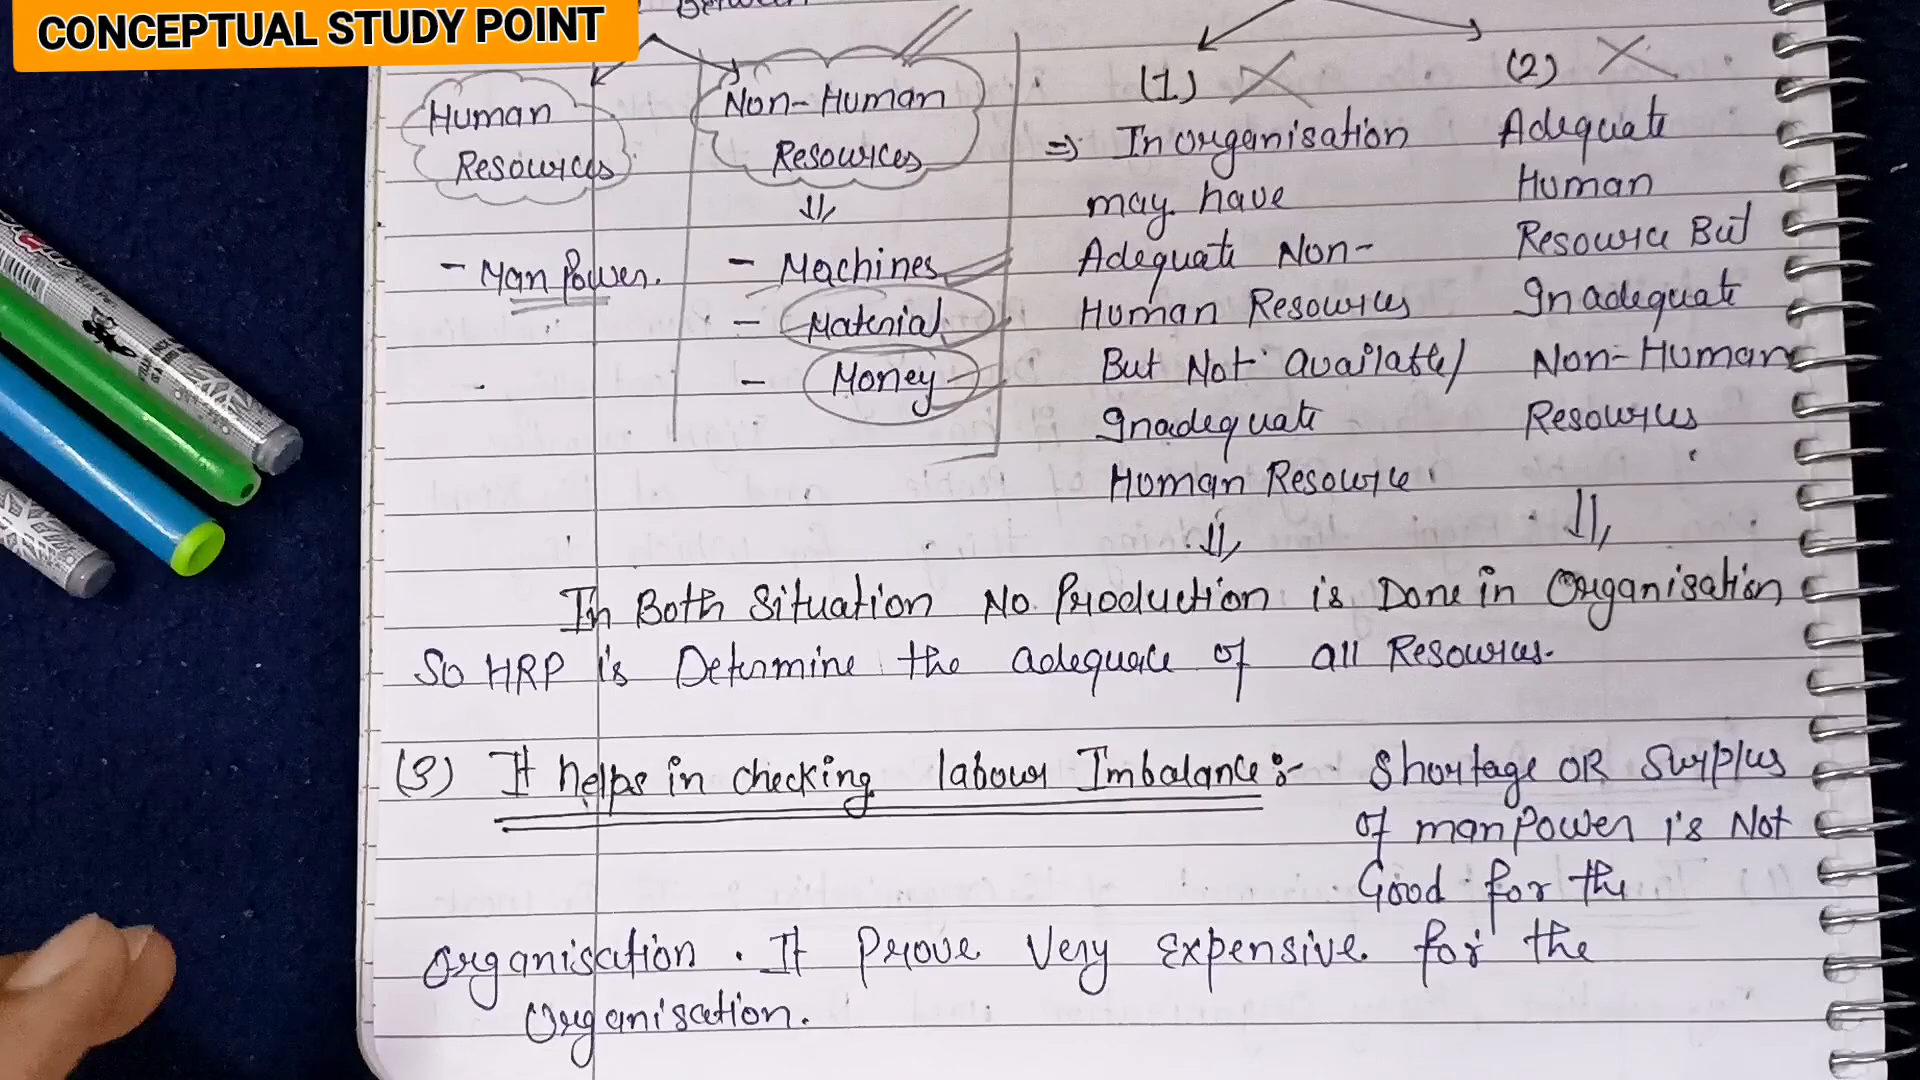 CONCEPTUAL STUDY POINT
Human
Resources
- Man Power.
Non-Human
Resources
- Machines
- Material
- Money
(1)
=> In organisation
may have
Adequate Non-
Human Resources
But Not available/
Inadequate
Human Resource.
(2)
Adequate
Human
Resource But
Inadequate
Non-Human
Resources
In Both Situation No Production is Done in Organisation
So HRP is Determine the adequate of all Resources.
(3) It helps in checking labour Imbalance :- Shortage OR Surplus
of manpower is Not
Good for the
organisation. It Prove Very expensive for the
Organisation.